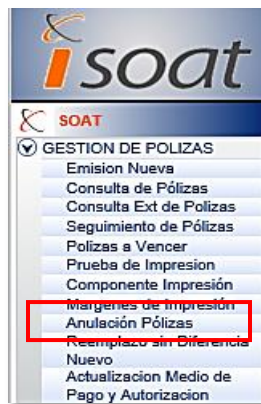 isoat
SOAT
GESTION DE POLIZAS
Emision Nueva
Consulta de Pólizas
Consulta Ext de Polizas
Seguimiento de Pólizas
Polizas a Vencer
Prueba de Impresion
Componente Impresión
Margenes de Impresión
Anulación Pólizas
Reemplazo sin Diferencia
Nuevo
Actualizacion Medio de
Pago y Autorizacion